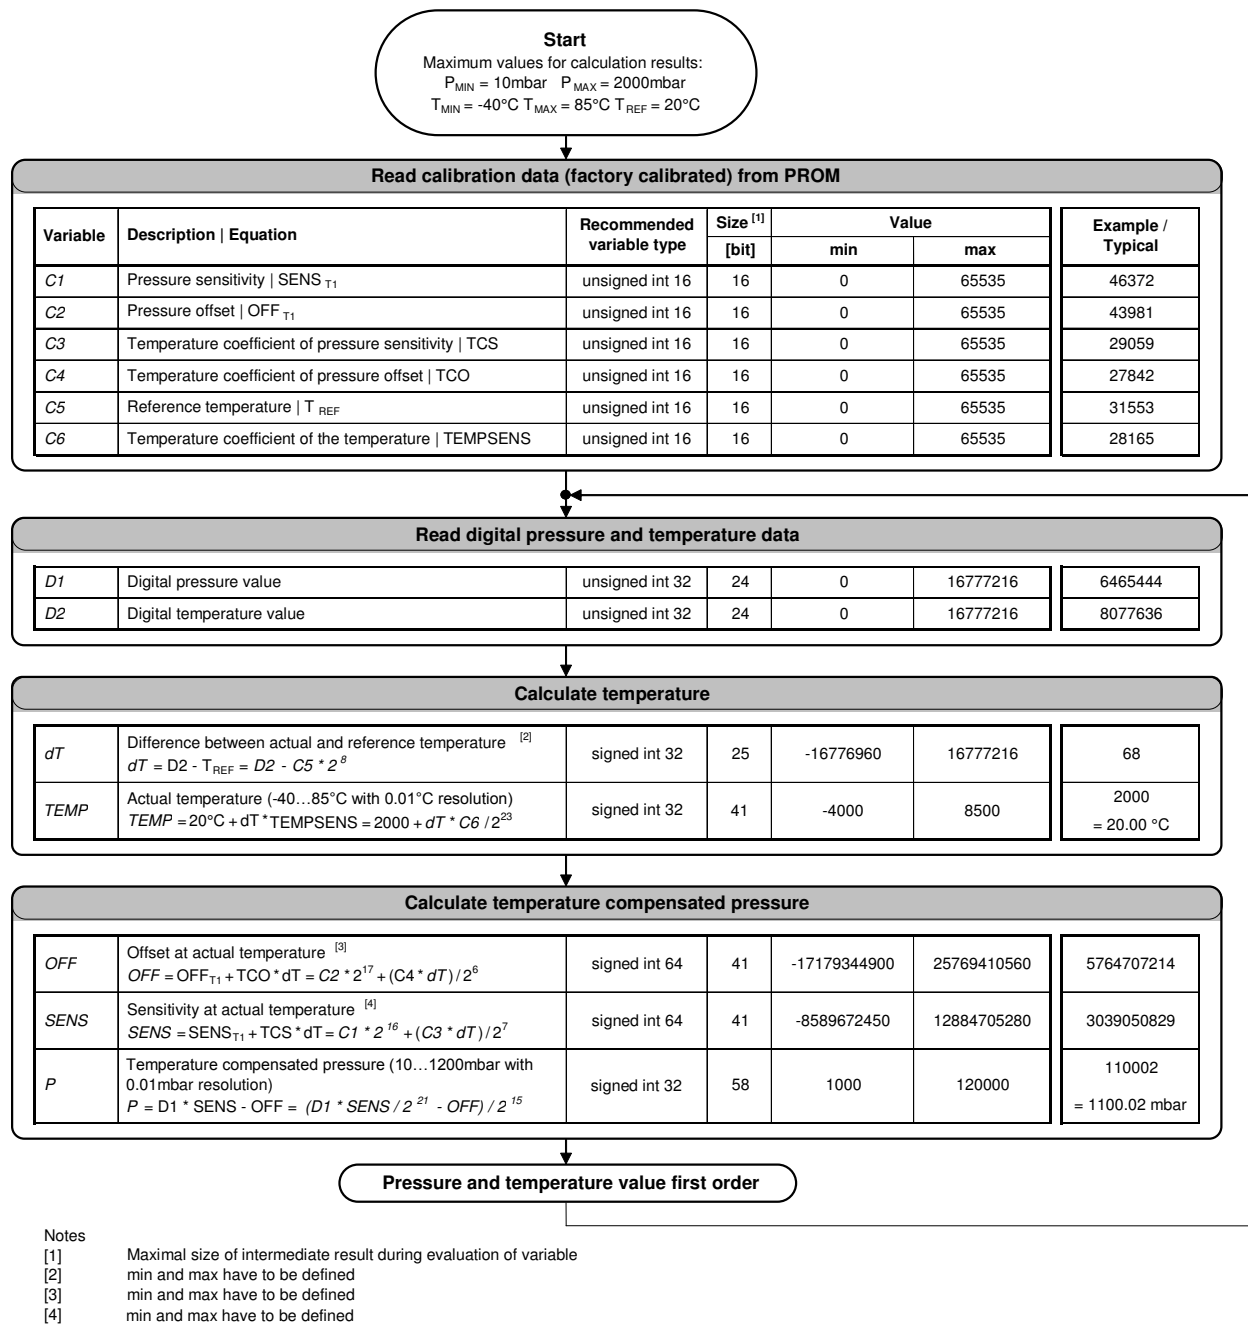 Start
Maximum values for calculation results:
PMIN = 10mbar PMAX = 2000mbar
TMIN = -40°C TMAX = 85°C TREF = 20°C
Read calibration data (factory calibrated) from PROM
Variable Description | Equation Recommended variable type Size [1] [bit] Value min max Example / Typical
C1 Pressure sensitivity | SENS T1 unsigned int 16 16 0 65535 46372
C2 Pressure offset | OFF T1 unsigned int 16 16 0 65535 43981
C3 Temperature coefficient of pressure sensitivity | TCS unsigned int 16 16 0 65535 29059
C4 Temperature coefficient of pressure offset | TCO unsigned int 16 16 0 65535 27842
C5 Reference temperature | T REF unsigned int 16 16 0 65535 31553
C6 Temperature coefficient of the temperature | TEMPSENS unsigned int 16 16 0 65535 28165
Read digital pressure and temperature data
D1 Digital pressure value unsigned int 32 24 0 16777216 6465444
D2 Digital temperature value unsigned int 32 24 0 16777216 8077636
Calculate temperature
dT Difference between actual and reference temperature [2]
dT = D2 - TREF = D2 - C5 * 2^8 signed int 32 25 -16776960 16777216 68
TEMP Actual temperature (-40…85°C with 0.01°C resolution)
TEMP = 20°C + dT * TEMPSENS = 2000 + dT * C6 / 2^23 signed int 32 41 -4000 8500 2000
= 20.00 °C
Calculate temperature compensated pressure
OFF Offset at actual temperature [3]
OFF = OFFT1 + TCO * dT = C2 * 2^17 + (C4 * dT) / 2^6 signed int 64 41 -17179344900 25769410560 5764707214
SENS Sensitivity at actual temperature [4]
SENS = SENST1 + TCS * dT = C1 * 2^16 + (C3 * dT) / 2^7 signed int 64 41 -8589672450 12884705280 3039050829
P Temperature compensated pressure (10…1200mbar with
0.01mbar resolution)
P = D1 * SENS - OFF = (D1 * SENS / 2^21 - OFF) / 2^15 signed int 32 58 1000 120000 110002
= 1100.02 mbar
Pressure and temperature value first order
Notes
[1] Maximal size of intermediate result during evaluation of variable
[2] min and max have to be defined
[3] min and max have to be defined
[4] min and max have to be defined